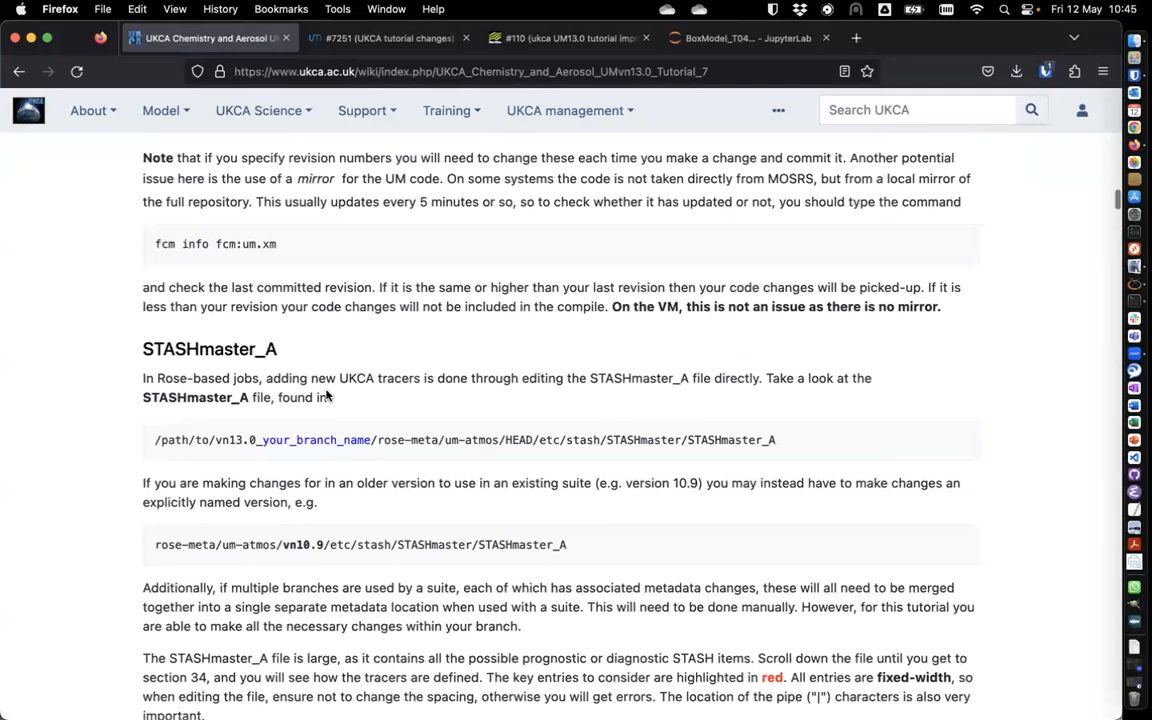 Firefox File Edit View History Bookmarks Tools Window Help Fri 12 May 10:45
UKCA Chemistry and Aerosol U
#7251 (UKCA tutorial changes)
#110 (ukca UM13.0 tutorial imp
BoxModel_T04... - JupyterLab
https://www.ukca.ac.uk/wiki/index.php/UKCA_Chemistry_and_Aerosol_UMvn13.0_Tutorial_7
About Model UKCA Science Support Training UKCA management Search UKCA
Note that if you specify revision numbers you will need to change these each time you make a change and commit it. Another potential
issue here is the use of a mirror for the UM code. On some systems the code is not taken directly from MOSRS, but from a local mirror of
the full repository. This usually updates every 5 minutes or so, so to check whether it has updated or not, you should type the command
fcm info fcm:um.xm
and check the last committed revision. If it is the same or higher than your last revision then your code changes will be picked-up. If it is
less than your revision your code changes will not be included in the compile. On the VM, this is not an issue as there is no mirror.
STASHmaster_A
In Rose-based jobs, adding new UKCA tracers is done through editing the STASHmaster_A file directly. Take a look at the
STASHmaster_A file, found in
/path/to/vn13.0_your_branch_name/rose-meta/um-atmos/HEAD/etc/stash/STASHmaster/STASHmaster_A
If you are making changes for in an older version to use in an existing suite (e.g. version 10.9) you may instead have to make changes an
explicitly named version, e.g.
rose-meta/um-atmos/vn10.9/etc/stash/STASHmaster/STASHmaster_A
Additionally, if multiple branches are used by a suite, each of which has associated metadata changes, these will all need to be merged
together into a single separate metadata location when used with a suite. This will need to be done manually. However, for this tutorial you
are able to make all the necessary changes within your branch.
The STASHmaster_A file is large, as it contains all the possible prognostic or diagnostic STASH items. Scroll down the file until you get to
section 34, and you will see how the tracers are defined. The key entries to consider are highlighted in red. All entries are fixed-width, so
when editing the file, ensure not to change the spacing, otherwise you will get errors. The location of the pipe ("|") characters is also very
important.